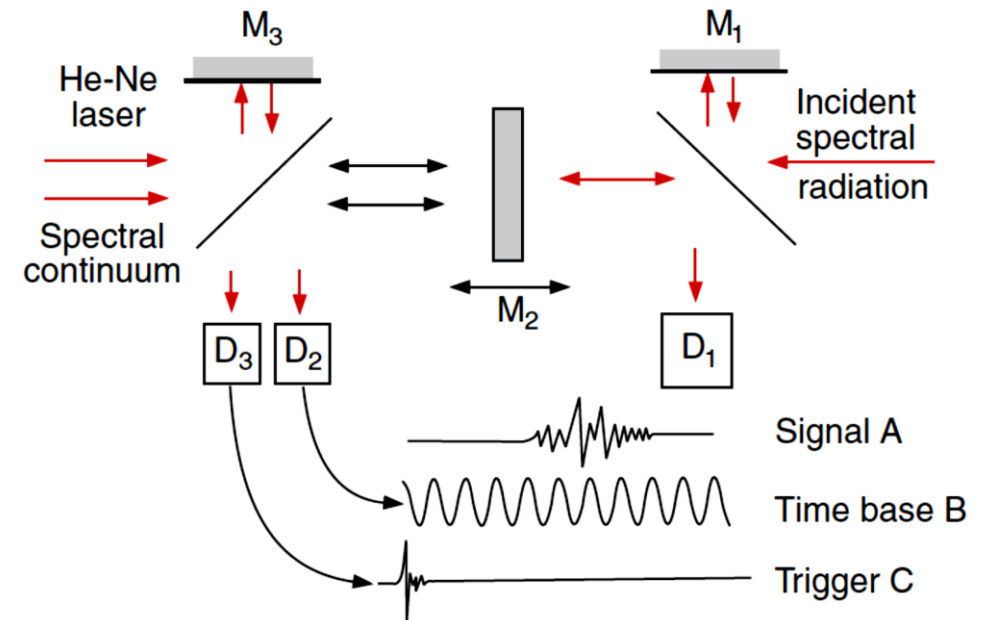 M₃
M₁
He-Ne
laser
Incident
spectral
radiation
Spectral
continuum
M₂
D₃
D₂
D₁
Signal A
Time base B
Trigger C